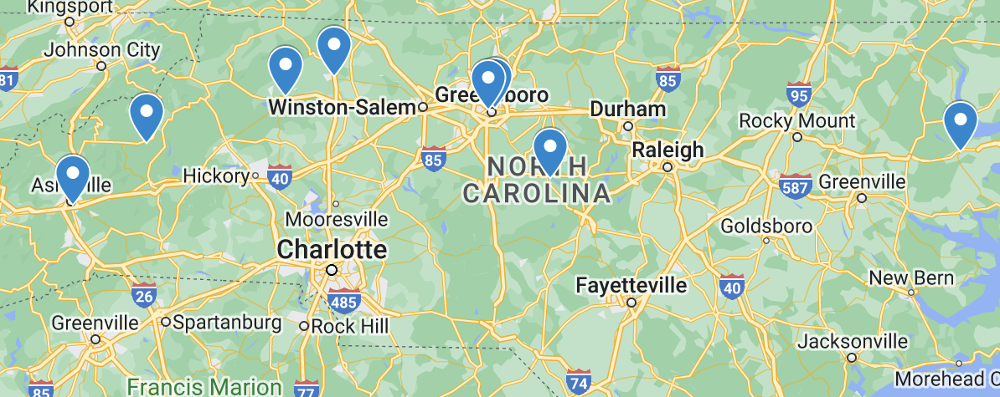 Kingsport
Johnson City
81
85
95
Winston-Salem
Durham
Rocky Mount
85
Raleigh
NORTH
CAROLINA
Hickory
40
587
Greenville
Mooresville
Goldsboro
Charlotte
New Bern
Fayetteville
40
26
485
Greenville
Spartanburg
Rock Hill
Jacksonville
Morehead C
85
Francis Marion
77
74